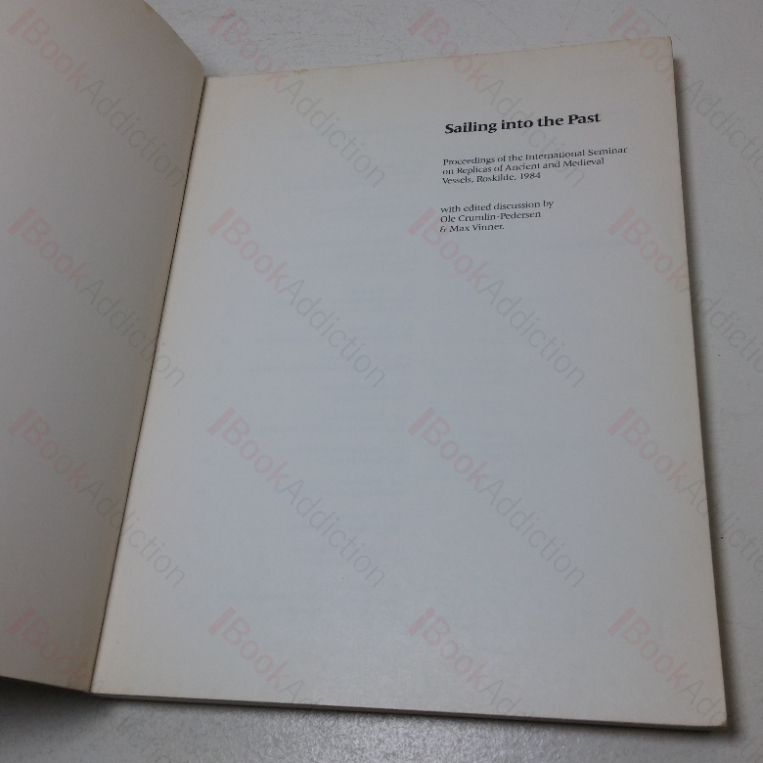 Sailing into the Past
Proceedings of the International Seminar
on Replicas of Ancient and Medieval
Vessels, Roskilde, 1984
with edited discussion by
Ole Crumlin-Pedersen
& Max Vinner.
BookAddiction